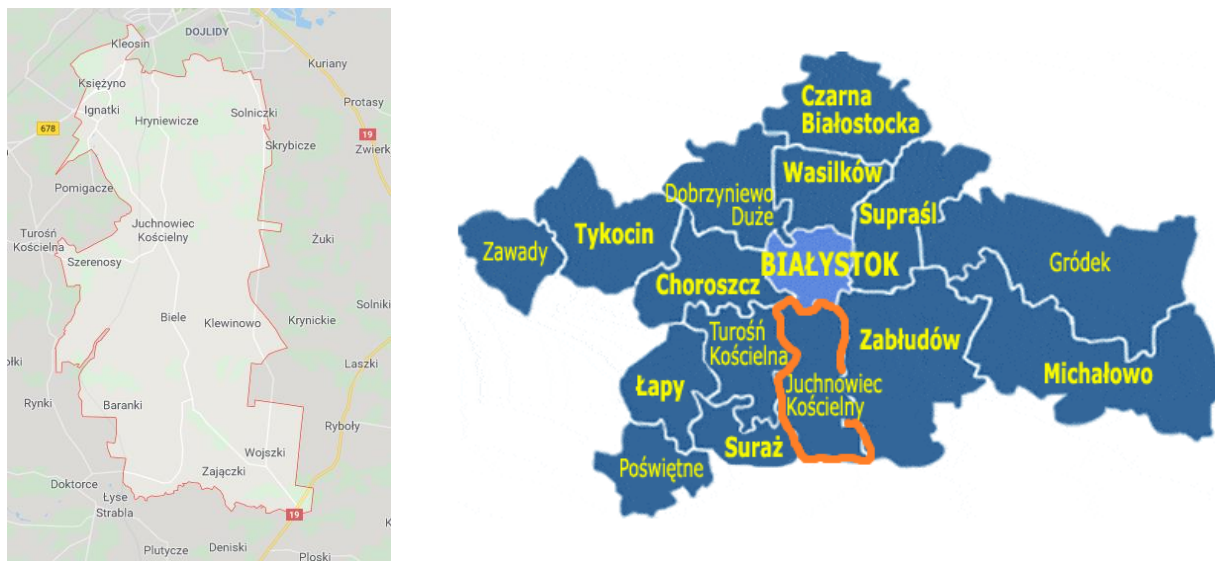 DOJLIDY
Kleosin
Kuriany
Księżyno
Protasy
Ignatki
Solniczki
Hryniewicze
678
19
Skrybicze
Zwierk
Pomigacze
Juchnowiec
Kościelny
Turośń
Kościelna
Żuki
Szerenosy
Solniki
Biele
Klewinowo
Krynickie
ołki
Laszki
Rynki
Baranki
Ryboły
Wojszki
Zajączki
Doktorce
Łyse
Strabla
19
K
Plutycze
Deniski
Ploski
Czarna
Białostocka
Wasilków
Dobrzyniewo
Duże
Supraśl
Tykocin
Zawady
BIAŁYSTOK
Gródek
Choroszcz
Turośń
Kościelna
Zabłudów
Michałowo
Łapy
Juchnowiec
Kościelny
Suraż
Poświętne